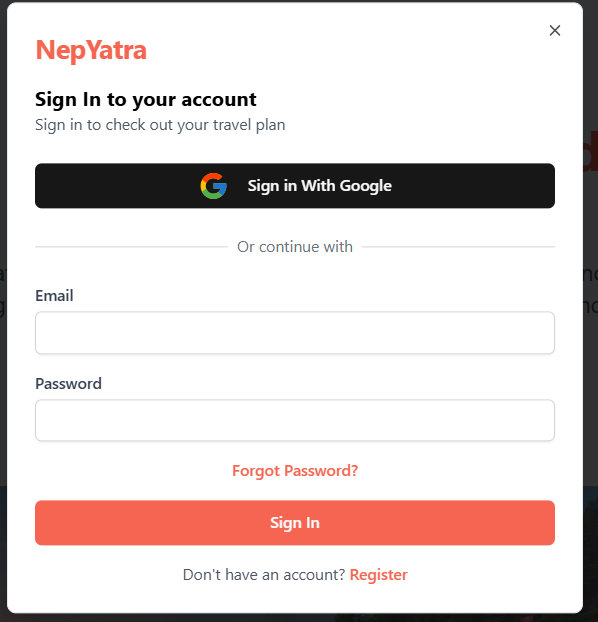 NepYatra
Sign In to your account
Sign in to check out your travel plan
Sign in With Google
Or continue with
Email
Password
Forgot Password?
Sign In
Don't have an account? Register